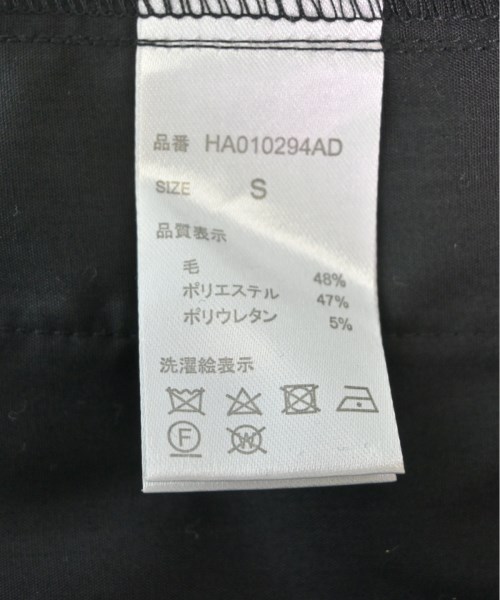 品番 HA010294AD
SIZE S
品質表示
毛 48%
ポリエステル 47%
ポリウレタン 5%
洗濯絵表示
F W